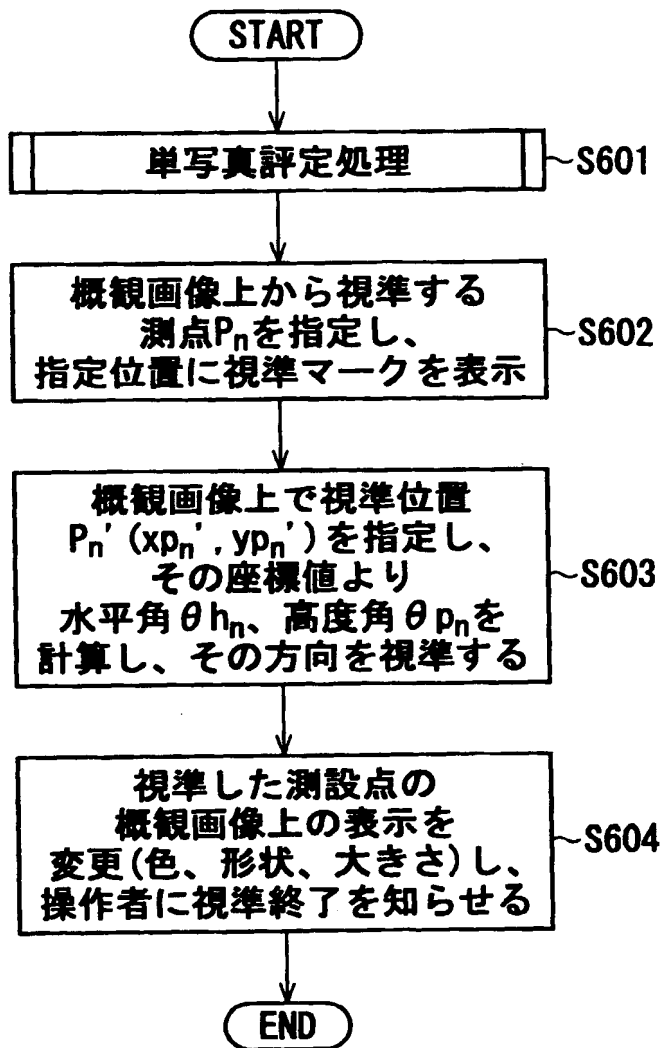 START
単写真評定処理
~S601
概観画像上から視準する
測点Pnを指定し、
指定位置に視準マークを表示
~S602
概観画像上で視準位置
Pn'(xpn',ypn')を指定し、
その座標値より
水平角θhn、高度角θpnを
計算し、その方向を視準する
~S603
視準した測設点の
概観画像上の表示を
変更(色、形状、大きさ)し、
操作者に視準終了を知らせる
~S604
END